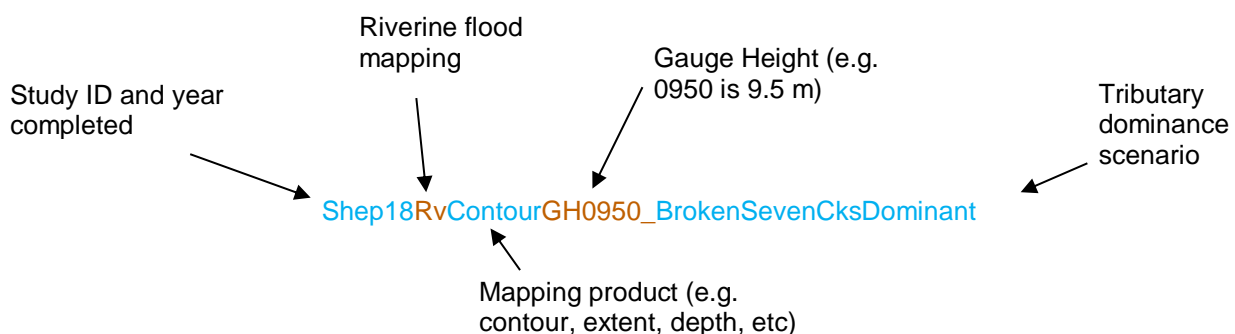 Riverine flood
mapping
Gauge Height (e.g.
0950 is 9.5 m)
Study ID and year
completed
Tributary
dominance
scenario
Shep18RvContourGH0950_BrokenSevenCksDominant
Mapping product (e.g.
contour, extent, depth, etc)